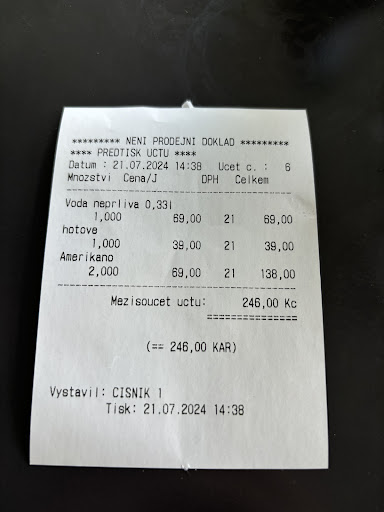 ********* NENI PRODEJNI DOKLAD *********
**** PREDTISK UCTU ****
Datum : 21.07.2024 14:38 Ucet c. : 6
Mnozstvi Cena/J DPH Celkem
Voda neprliva 0,33l
1,000 69,00 21 69,00
hotove
1,000 39,00 21 39,00
Amerikano
2,000 69,00 21 138,00
Mezisoucet uctu: 246,00 Kc
(== 246,00 KAR)
Vystavil: CISNIK 1
Tisk: 21.07.2024 14:38